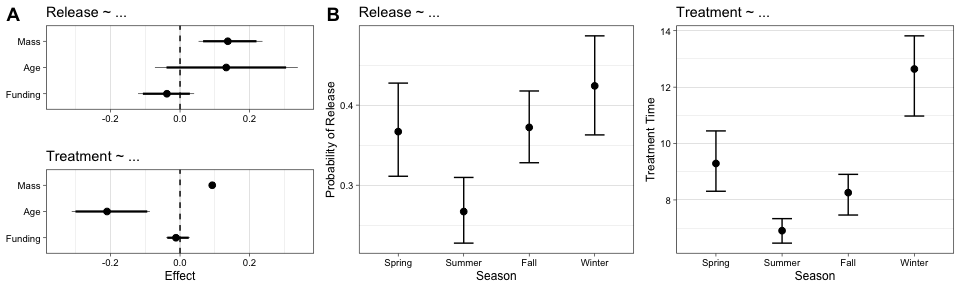 A
Release ~ ...
Mass
Age
Funding
-0.2
0.0
0.2
Treatment ~ ...
Mass
Age
Funding
-0.2
0.0
0.2
Effect
B
Release ~ ...
Probability of Release
0.4
0.3
Spring
Summer
Fall
Winter
Season
Treatment ~ ...
Treatment Time
14
12
10
8
Spring
Summer
Fall
Winter
Season